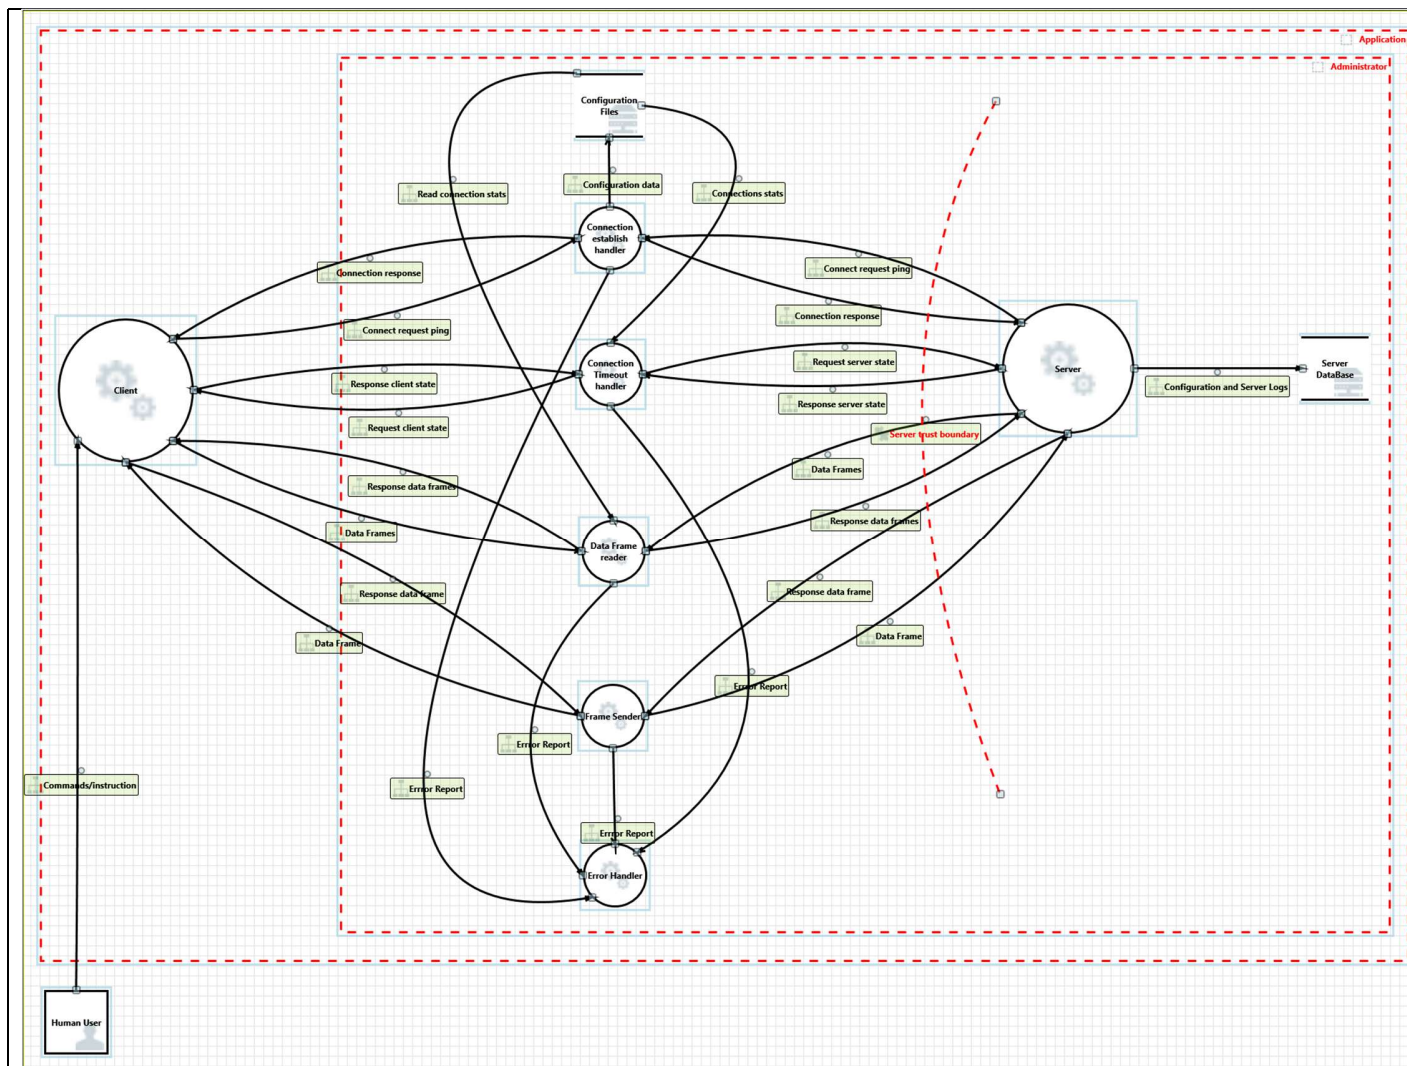 Application
Administrator
Configuration
Files
Read connection stats
Configuration data
Connections stats
Connection
establish
handler
Connection response
Connect request ping
Connect request ping
Connection response
Client
Connection
Timeout
handler
Response client state
Request client state
Request server state
Response server state
Server
Configuration and Server Logs
Server
DataBase
Server trust boundary
Response data frames
Data Frames
Data Frames
Response data frames
Data Frame
reader
Response data frame
Data Frame
Response data frame
Data Frame
Frame Sender
Error Report
Error Report
Error Report
Error Report
Error Handler
Commands/instruction
Human User